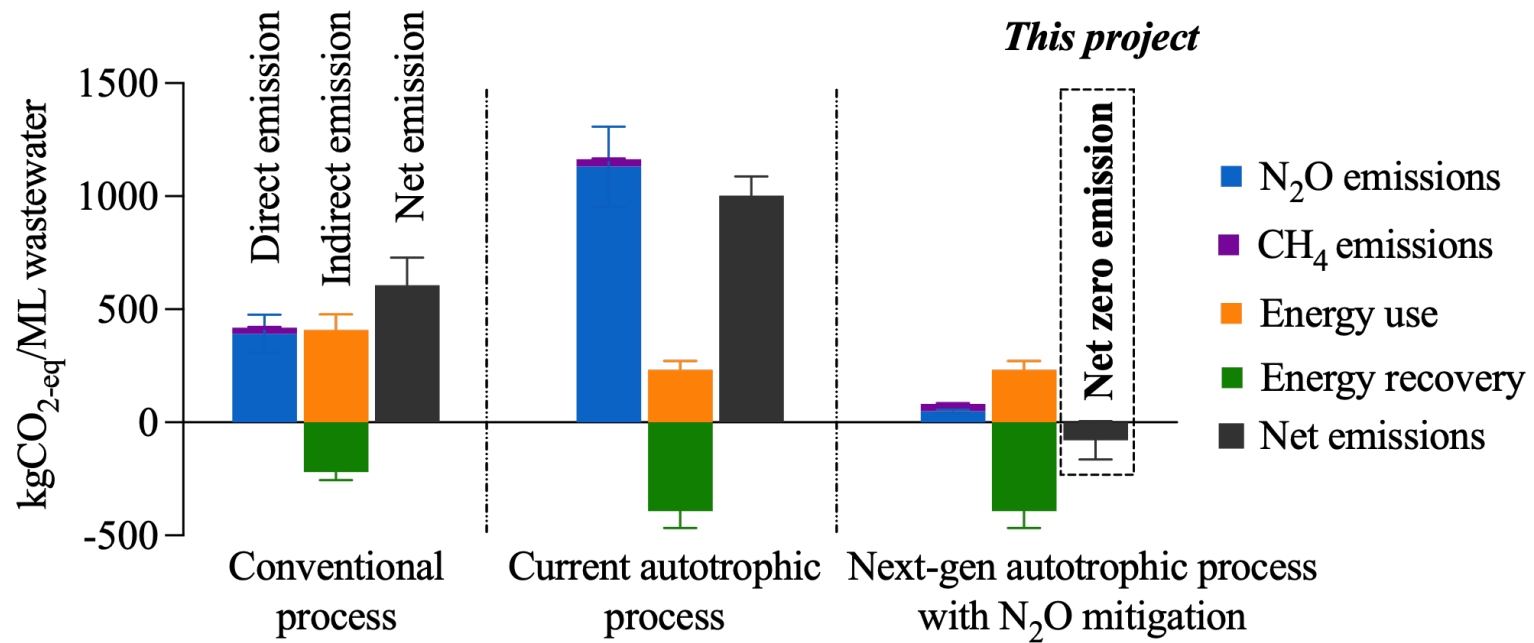 This project
1500
1000
500
0
-500
kgCO2-eq/ML wastewater
Direct emission
Indirect emission
Net emission
Net zero emission
N2O emissions
CH4 emissions
Energy use
Energy recovery
Net emissions
Conventional
process
Current autotrophic
process
Next-gen autotrophic process
with N2O mitigation